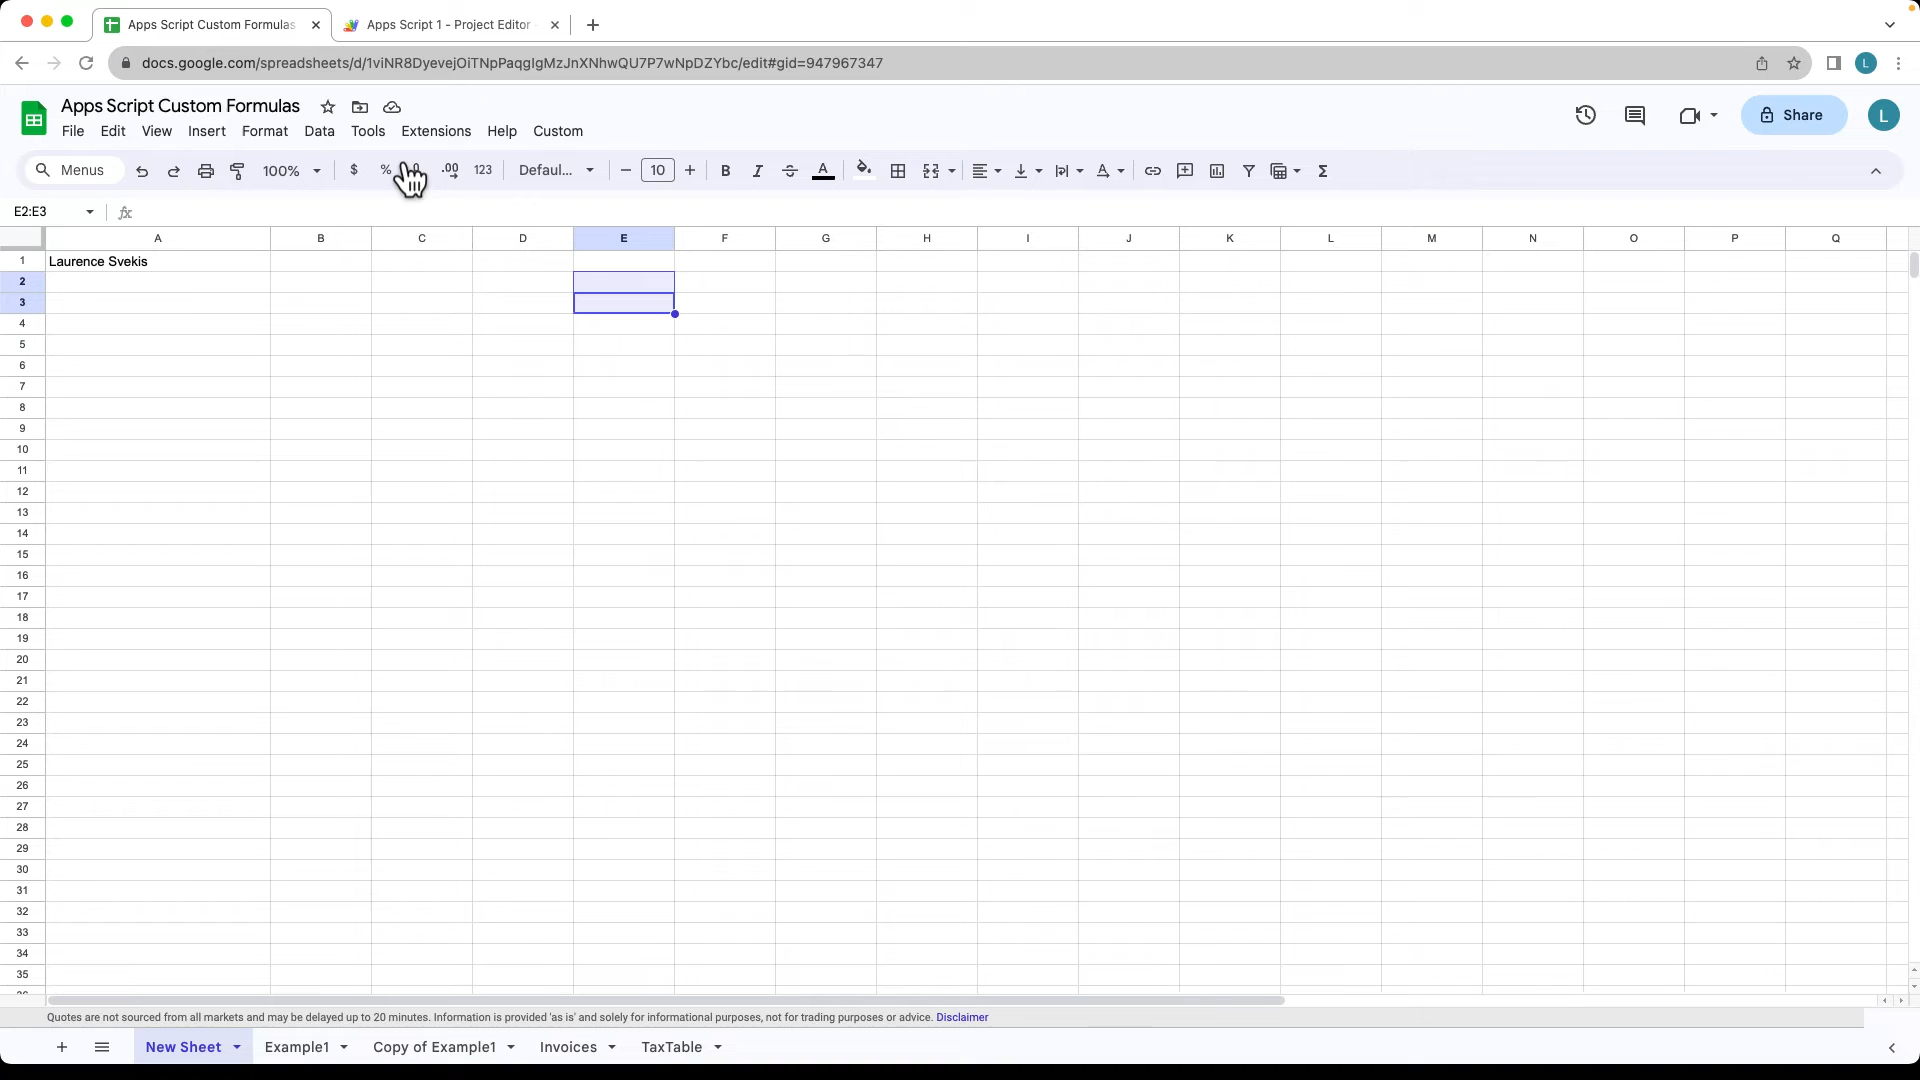 Apps Script Custom Formulas
Apps Script 1 - Project Editor
docs.google.com/spreadsheets/d/1viNR8DyevejOiTNpPaqgIgMzJnXNhwQU7P7wNpDZYbc/edit#gid=947967347
L
Apps Script Custom Formulas
File Edit View Insert Format Data Tools Extensions Help Custom
Share
L
Menus 100% $ % .00 123 Defaul... 10 B I A Σ
E2:E3 fx
A B C D E F G H I J K L M N O P Q
1 Laurence Svekis
2
3
4
5
6
7
8
9
10
11
12
13
14
15
16
17
18
19
20
21
22
23
24
25
26
27
28
29
30
31
32
33
34
35
Quotes are not sourced from all markets and may be delayed up to 20 minutes. Information is provided 'as is' and solely for informational purposes, not for trading purposes or advice. Disclaimer
New Sheet Example1 Copy of Example1 Invoices TaxTable